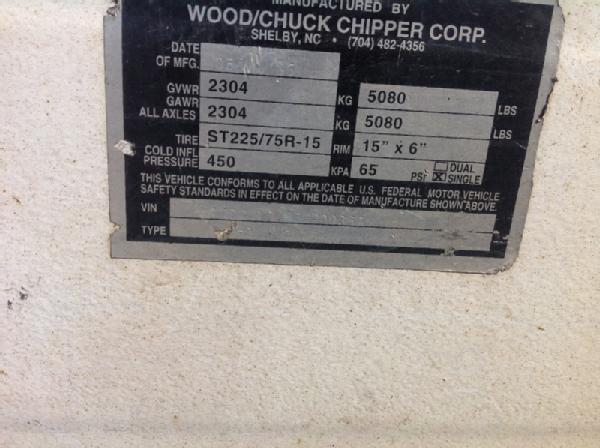 MANUFACTURED BY
WOOD/CHUCK CHIPPER CORP.
SHELBY, NC • (704) 482-4356
DATE OF MFG.
GVWR 2304 KG 5080 LBS
GAWR ALL AXLES 2304 KG 5080 LBS
TIRE ST225/75R-15 RIM 15" x 6"
COLD INFL PRESSURE 450 KPA 65 PSI DUAL SINGLE
THIS VEHICLE CONFORMS TO ALL APPLICABLE U.S. FEDERAL MOTOR VEHICLE
SAFETY STANDARDS IN EFFECT ON THE DATE OF MANUFACTURE SHOWN ABOVE.
VIN
TYPE